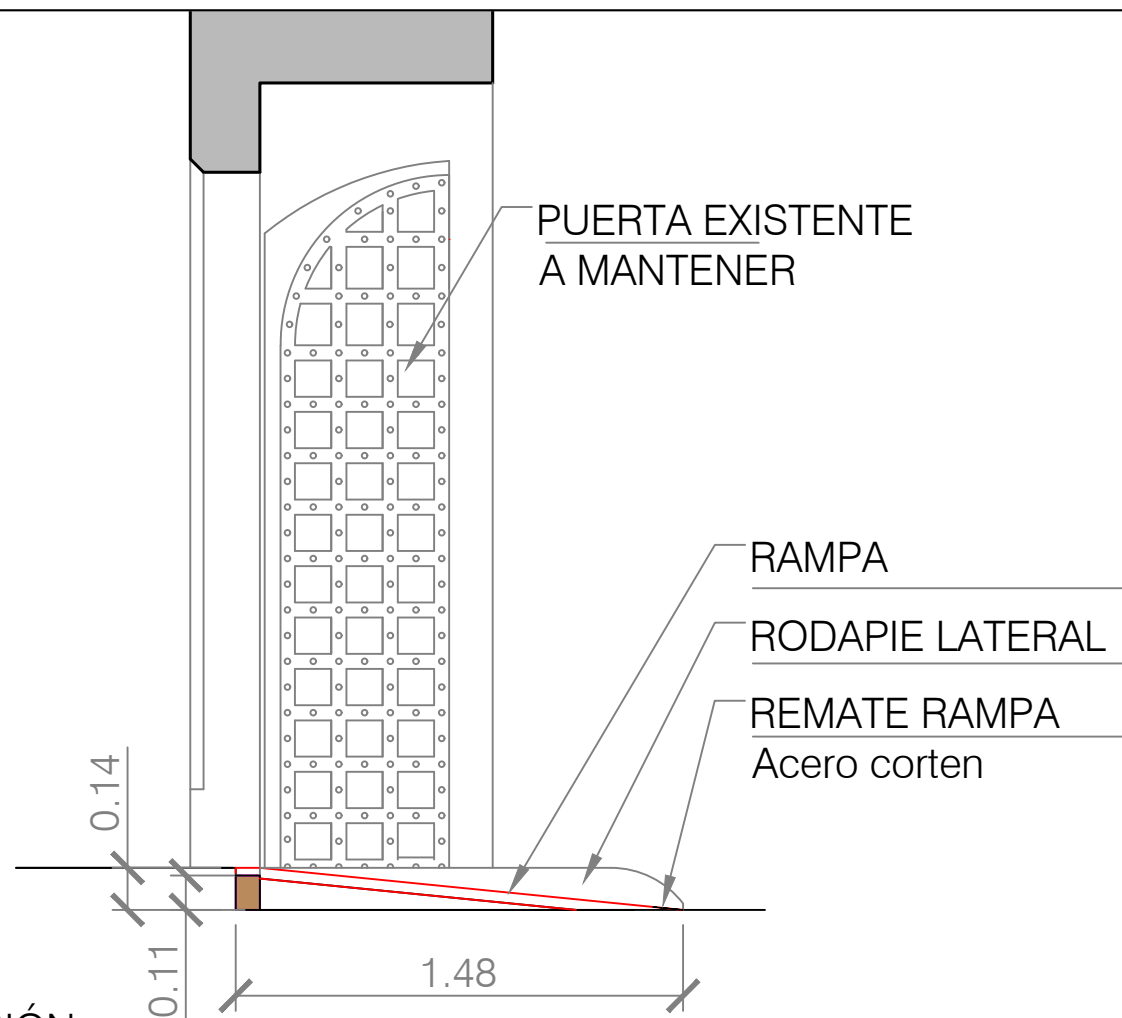 PUERTA EXISTENTE
A MANTENER
RAMPA
RODAPIE LATERAL
REMATE RAMPA
Acero corten
0.14
0.11
1.48